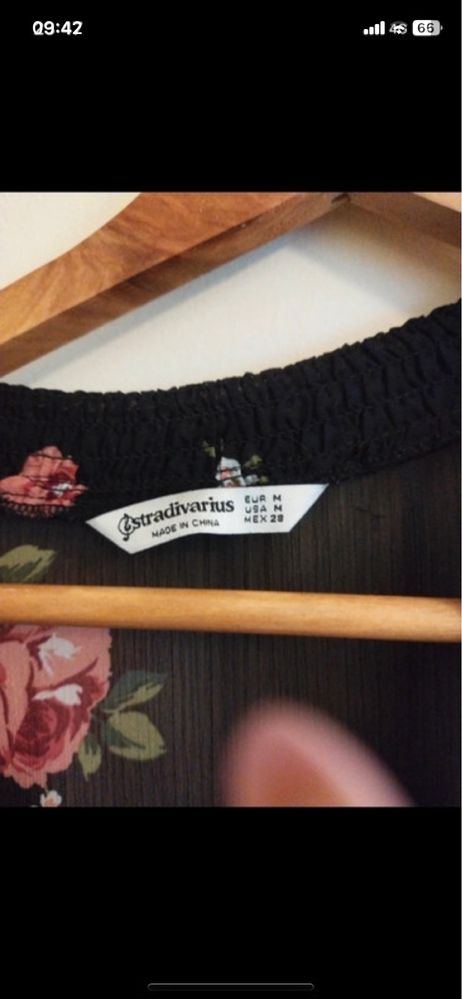 09:42
66
stradivarius
MADE IN CHINA
EUR M
USA M
MEX 28